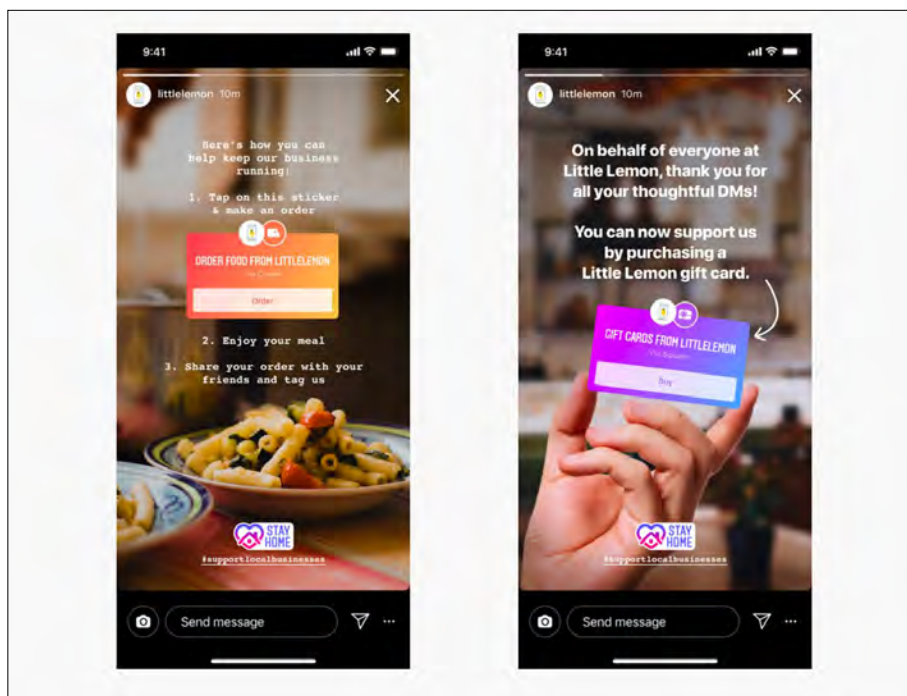 9:41
littlelemon 10m
Here's how you can
help keep our business
running:
1. Tap on this sticker
& make an order
ORDER FOOD FROM LITTLELEMON
Order
2. Enjoy your meal
3. Share your order with your
friends and tag us
STAY
HOME
#supportlocalbusinesses
Send message
9:41
littlelemon 10m
On behalf of everyone at
Little Lemon, thank you for
all your thoughtful DMs!
You can now support us
by purchasing a
Little Lemon gift card.
GIFT CARDS FROM LITTLELEMON
Buy
STAY
HOME
#supportlocalbusinesses
Send message